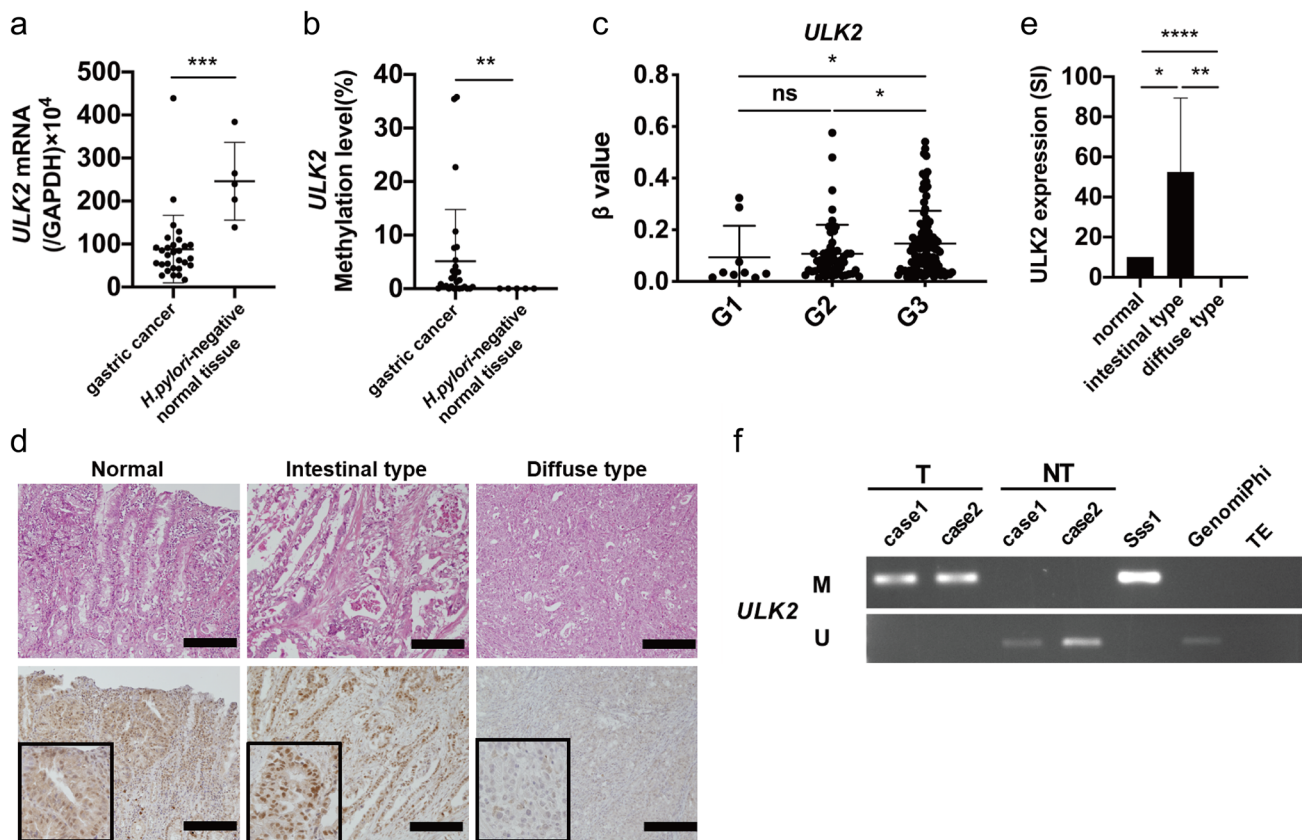 a
***
500
400
300
200
100
0
ULK2 mRNA
(/GAPDH)×10⁴
gastric cancer
H.pylori-negative
normal tissue
b
**
40
30
20
10
0
ULK2
Methylation level(%)
gastric cancer
H.pylori-negative
normal tissue
c
ULK2
*
ns
*
0.8
0.6
0.4
0.2
0.0
β value
G1
G2
G3
e
****
*
**
100
80
60
40
20
0
ULK2 expression (SI)
normal
intestinal type
diffuse type
d
Normal
Intestinal type
Diffuse type
f
T
NT
case1
case2
case1
case2
Sss1
GenomiPhi
TE
M
ULK2
U